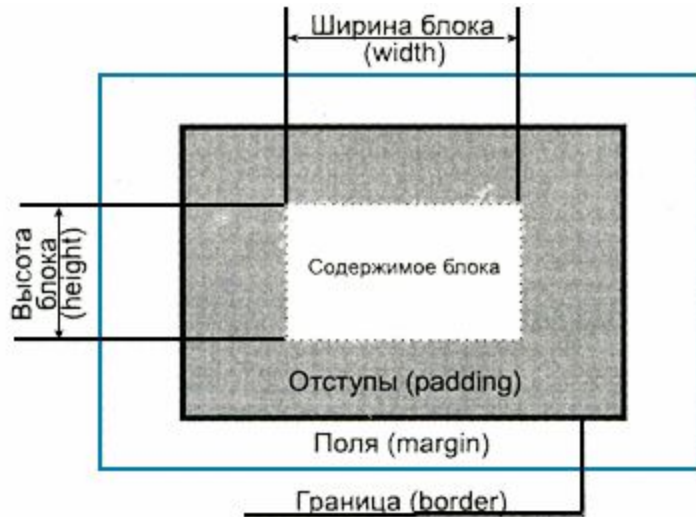 Ширина блока
(width)
Высота
блока
(height)
Содержимое блока
Отступы (padding)
Поля (margin)
Граница (border)